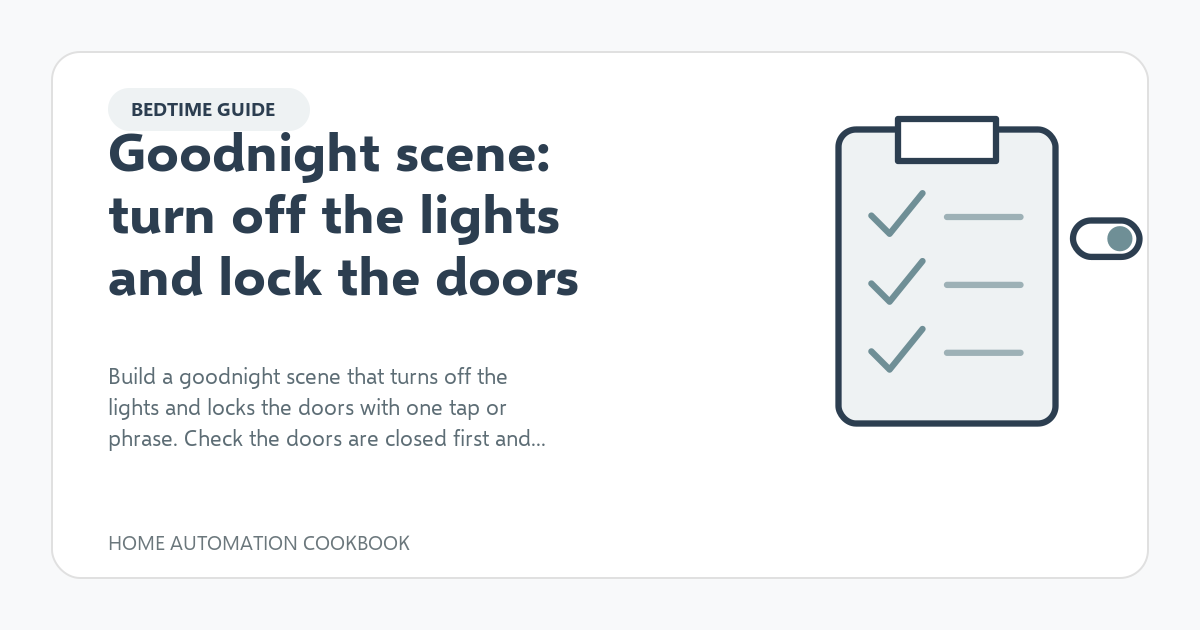 BEDTIME GUIDE
Goodnight scene:
turn off the lights
and lock the doors
Build a goodnight scene that turns off the
lights and locks the doors with one tap or
phrase. Check the doors are closed first and...
HOME AUTOMATION COOKBOOK